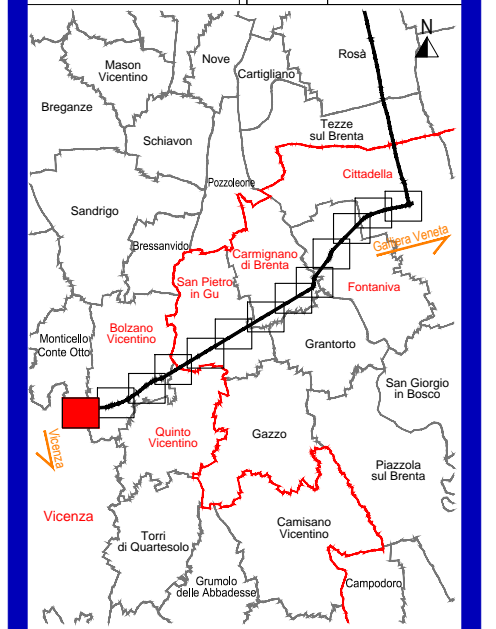 N
Rosà
Nove
Mason
Vicentino
Cartigliano
Breganze
Tezze
sul Brenta
Schiavon
Cittadella
Pozzoleone
Sandrigo
Bressanvido
Galliera Veneta
Carmignano
di Brenta
San Pietro
in Gu
Fontaniva
Bolzano
Vicentino
Monticello
Conte Otto
Grantorto
San Giorgio
in Bosco
Quinto
Vicentino
Gazzo
Vicenza
Piazzola
sul Brenta
Vicenza
Camisano
Vicentino
Torri
di Quartesolo
Grumolo
delle Abbadesse
Campodoro